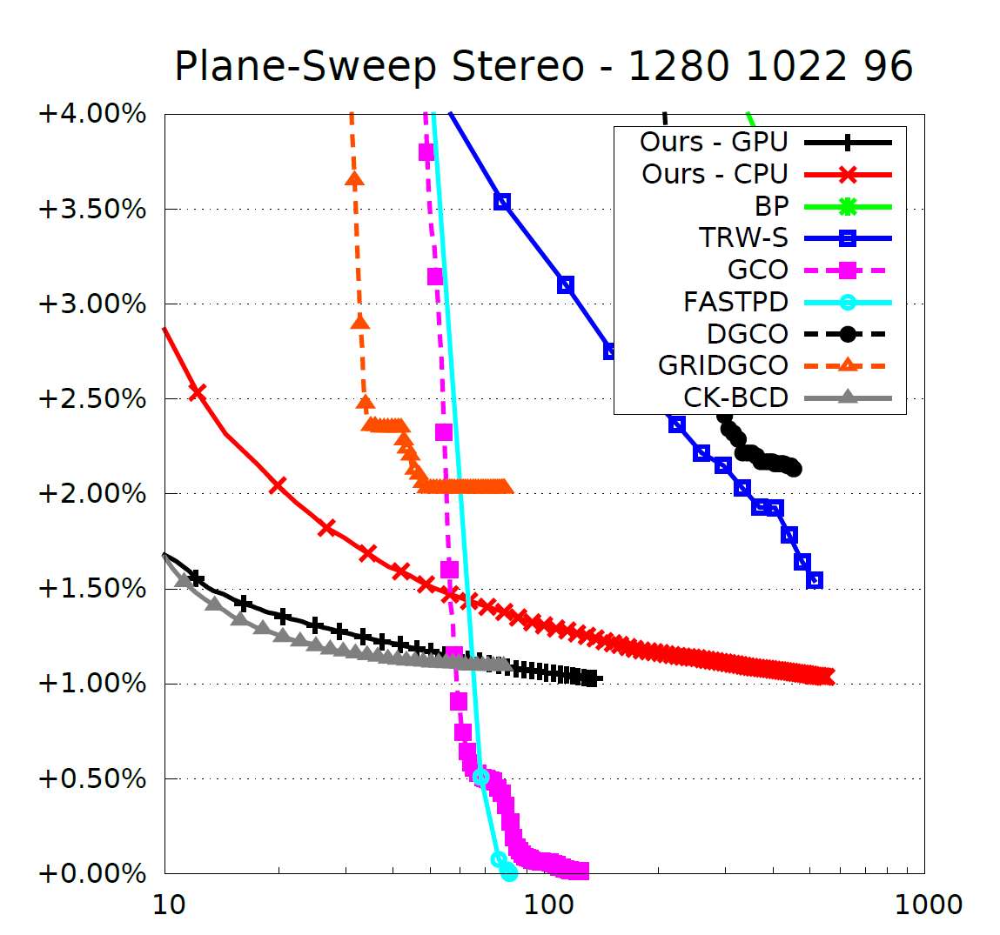 Plane-Sweep Stereo - 1280 1022 96
+4.00%
+3.50%
+3.00%
+2.50%
+2.00%
+1.50%
+1.00%
+0.50%
+0.00%
Ours - GPU
Ours - CPU
BP
TRW-S
GCO
FASTPD
DGCO
GRIDGCO
CK-BCD
10 100 1000